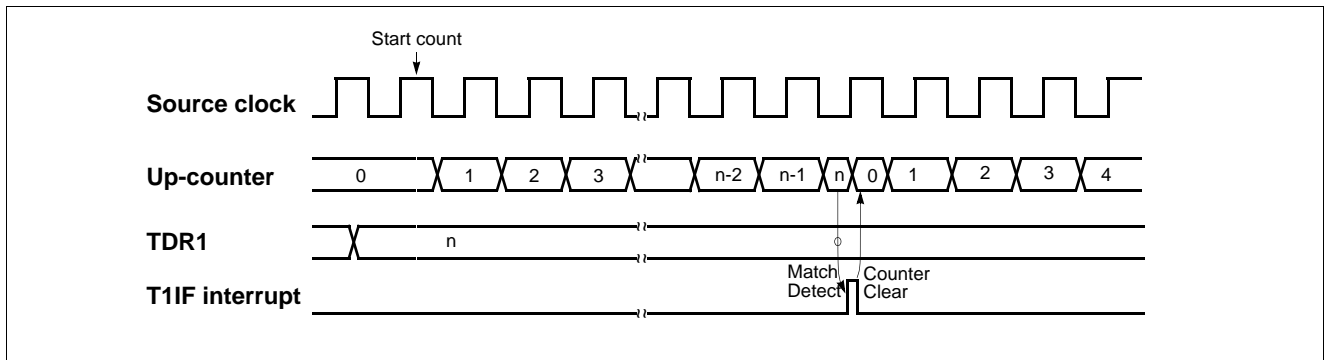 Start count
Source clock
Up-counter 0 1 2 3 n-2 n-1 n 0 1 2 3 4
TDR1 n
Match Detect
Counter Clear
T1IF interrupt